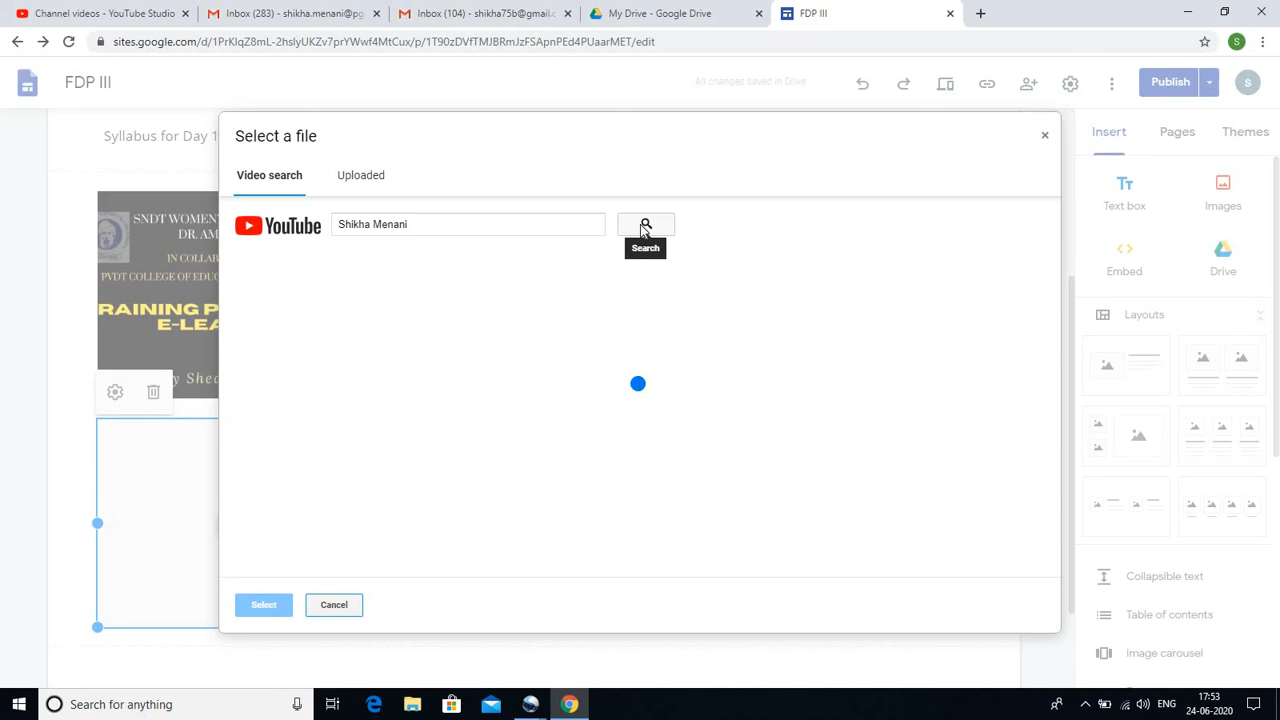 Channel videos - YouTube Studio
Inbox (283) - shikha.menani@pg
Inbox (104) - shikha75b@gmail.c
My Drive - Google Drive
FDP III
sites.google.com/d/1PrKlqZ8mL-2hslyUKZv7prYWwf4MtCux/p/1T90zDVfTMJBRmJzFSApnPEd4PUaarMET/edit
S
FDP III
All changes saved in Drive
Publish
S
Syllabus for Day 1
Select a file
Insert
Pages
Themes
Video search
Uploaded
YouTube
Shikha Menani
Search
Text box
Images
Embed
Drive
SNDT WOMEN'
DR. AM
IN COLLAB
PVDT COLLEGE OF EDUC
RAINING P
E-LEA
y Shed
Layouts
Collapsible text
Table of contents
Image carousel
Select
Cancel
Search for anything
ENG
17:53
24-06-2020